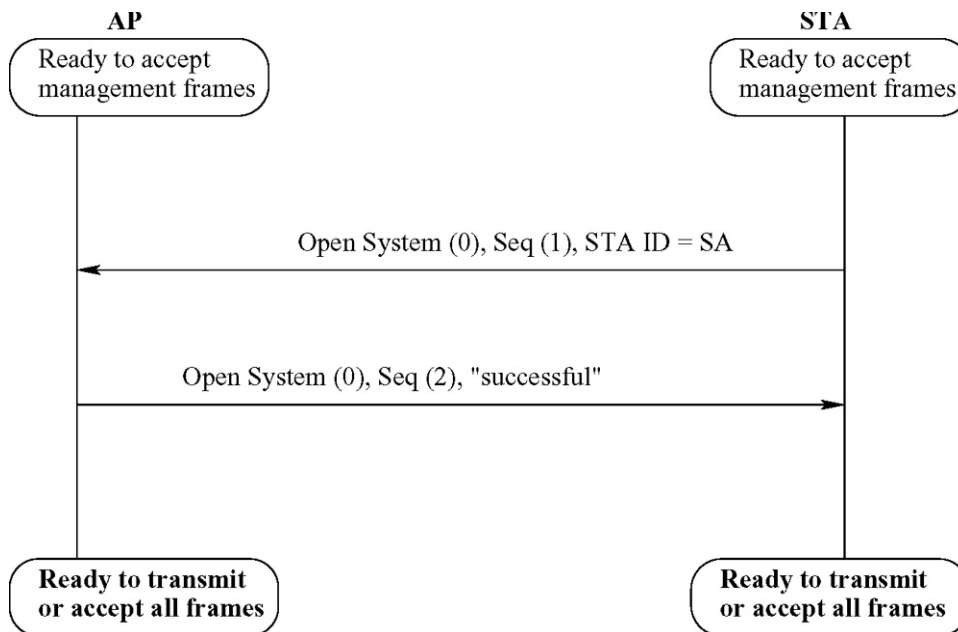 AP
STA
Ready to accept
management frames
Ready to accept
management frames
Open System (0), Seq (1), STA ID = SA
Open System (0), Seq (2), "successful"
Ready to transmit
or accept all frames
Ready to transmit
or accept all frames